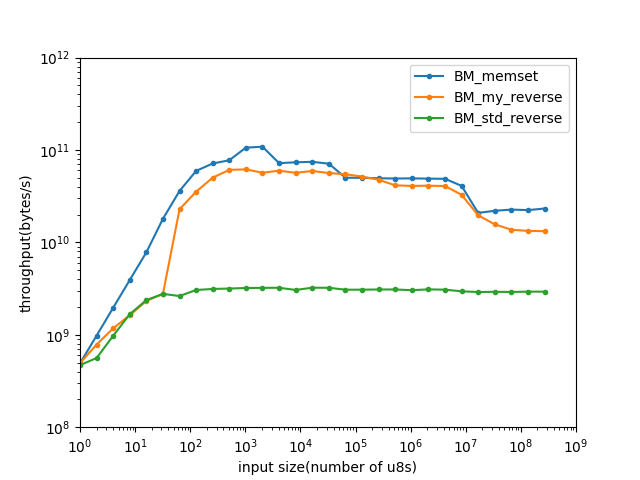 10^12
10^11
10^10
10^9
10^8
throughput(bytes/s)
BM_memset
BM_my_reverse
BM_std_reverse
10^0 10^1 10^2 10^3 10^4 10^5 10^6 10^7 10^8 10^9
input size(number of u8s)